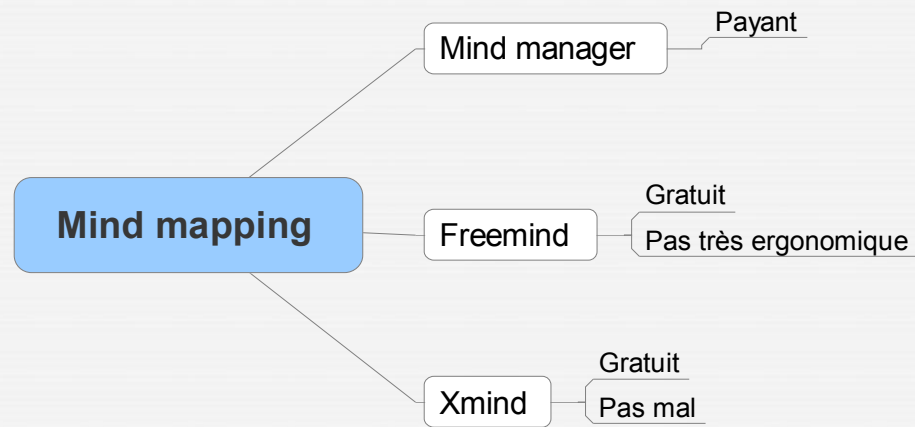 Mind mapping
Mind manager
Payant
Freemind
Gratuit
Pas très ergonomique
Xmind
Gratuit
Pas mal